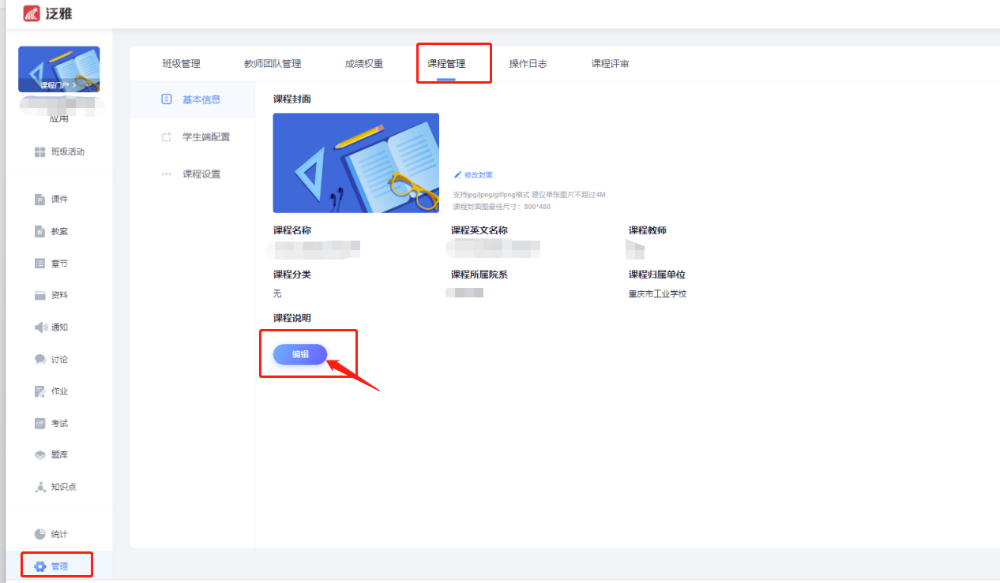 泛雅
课程门户 >
应用
班级活动
课件
教案
章节
资料
通知
讨论
作业
考试
题库
知识点
统计
管理
班级管理 教师团队管理 成绩权重 课程管理 操作日志 课程评审
基本信息
学生端配置
课程设置
课程封面
修改封面
支持jpg/jpeg/gif/png格式 建议单张图片不超过4M
课程封面图最佳尺寸：800*480
课程名称 课程英文名称 课程教师
课程分类 课程所属院系 课程归属单位
无 重庆市工业学校
课程说明
编辑